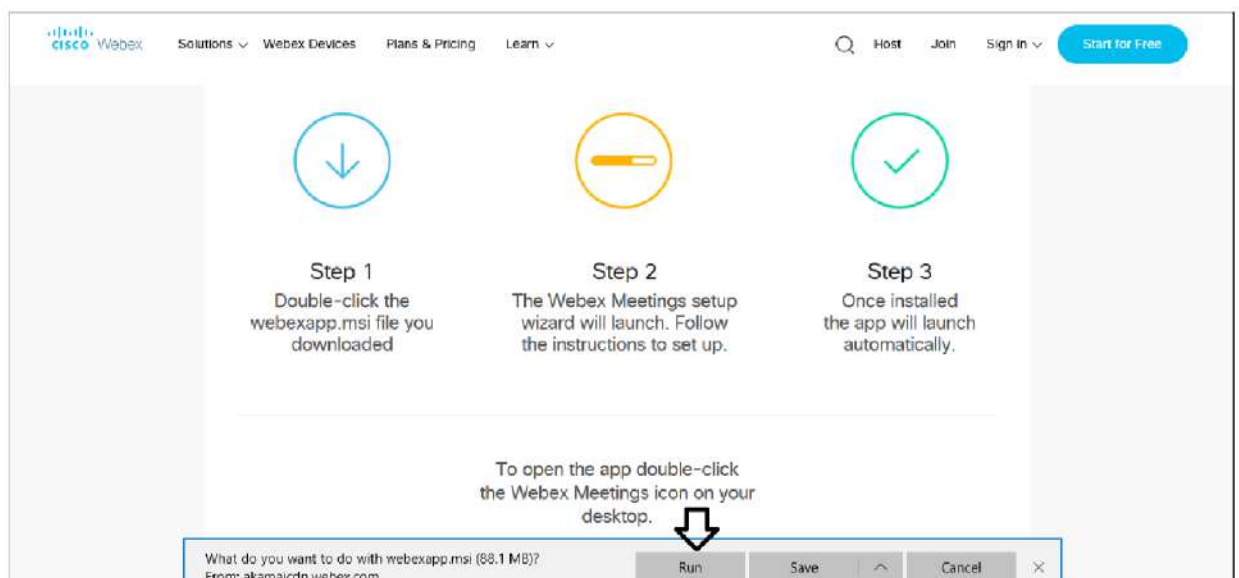 CISCO Webex Solutions Webex Devices Plans & Pricing Learn Host Join Sign in Start for Free
Step 1
Double-click the
webexapp.msi file you
downloaded
Step 2
The Webex Meetings setup
wizard will launch. Follow
the instructions to set up.
Step 3
Once installed
the app will launch
automatically.
To open the app double-click
the Webex Meetings icon on your
desktop.
What do you want to do with webexapp.msi (88.1 MB)?
From: akamaicdn.webex.com
Run Save Cancel